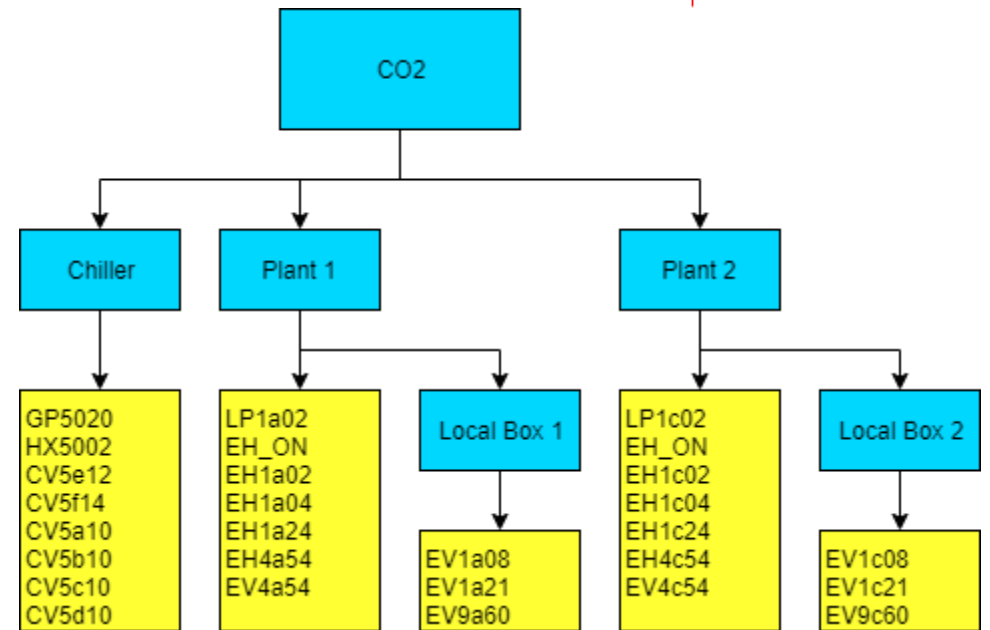 CO2
Chiller
Plant 1
Plant 2
GP5020
HX5002
CV5e12
CV5f14
CV5a10
CV5b10
CV5c10
CV5d10
LP1a02
EH_ON
EH1a02
EH1a04
EH1a24
EH4a54
EV4a54
Local Box 1
EV1a08
EV1a21
EV9a60
LP1c02
EH_ON
EH1c02
EH1c04
EH1c24
EH4c54
EV4c54
Local Box 2
EV1c08
EV1c21
EV9c60